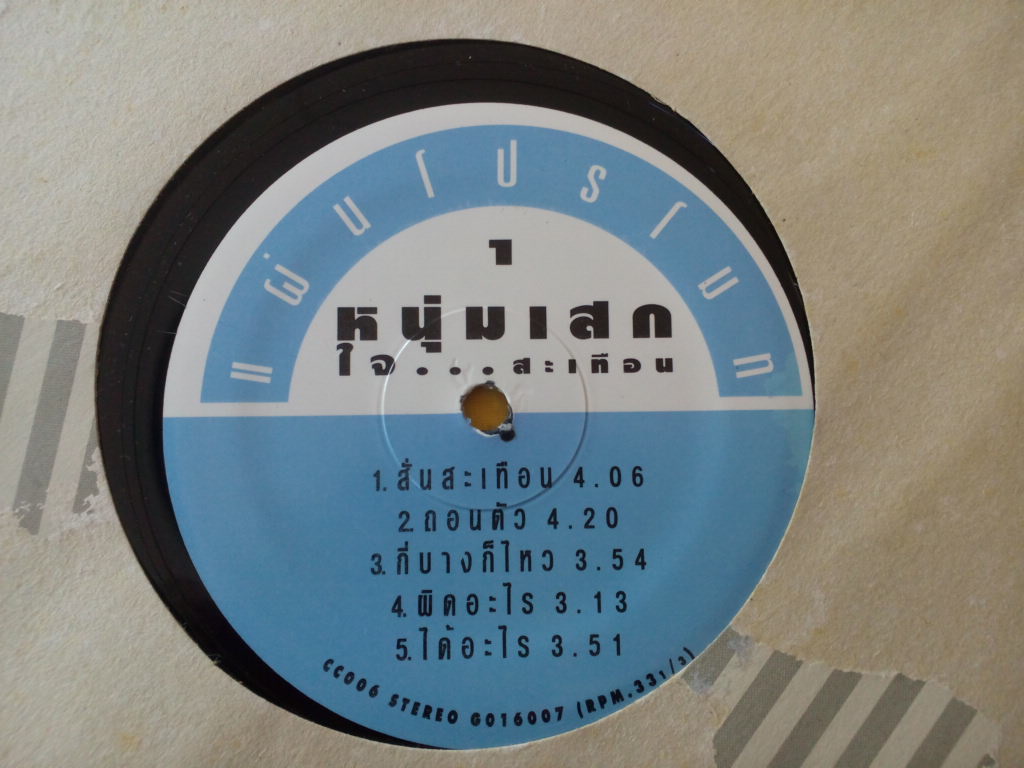 แผ่นโปรโมท
1
หนุ่มเสก
ใจ...สะเทือน
1. สั่นสะเทือน 4.06
2. ถอนตัว 4.20
3. กี่บางก็ไหว 3.54
4. ผิดอะไร 3.13
5. ได้อะไร 3.51
CC006 STEREO G016007 (RPM.33 1/3)